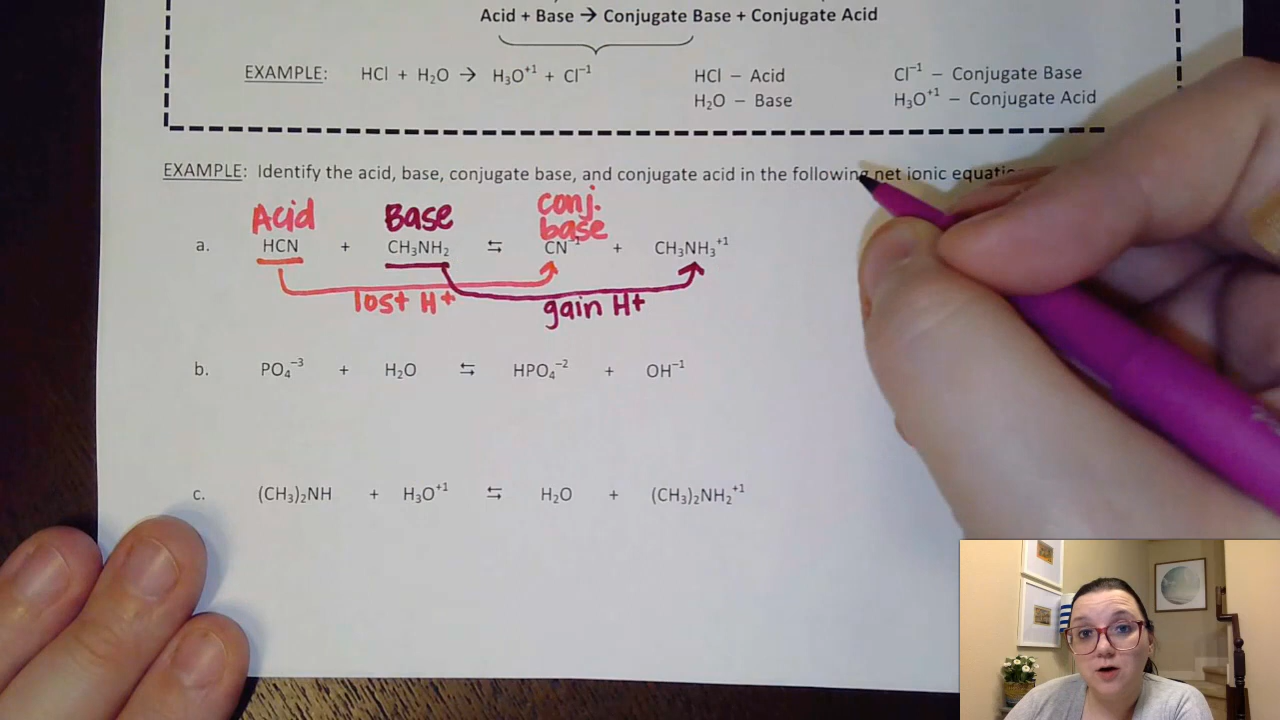 Acid + Base → Conjugate Base + Conjugate Acid
EXAMPLE: HCl + H₂O → H₃O⁺¹ + Cl⁻¹ HCl – Acid Cl⁻¹ – Conjugate Base
H₂O – Base H₃O⁺¹ – Conjugate Acid
EXAMPLE: Identify the acid, base, conjugate base, and conjugate acid in the following net ionic
Acid Base conj. base
a. HCN + CH₃NH₂ ⇆ CN⁻¹ + CH₃NH₃⁺¹
lost H+ gain H+
b. PO₄⁻³ + H₂O ⇆ HPO₄⁻² + OH⁻¹
c. (CH₃)₂NH + H₃O⁺¹ ⇆ H₂O + (CH₃)₂NH₂⁺¹